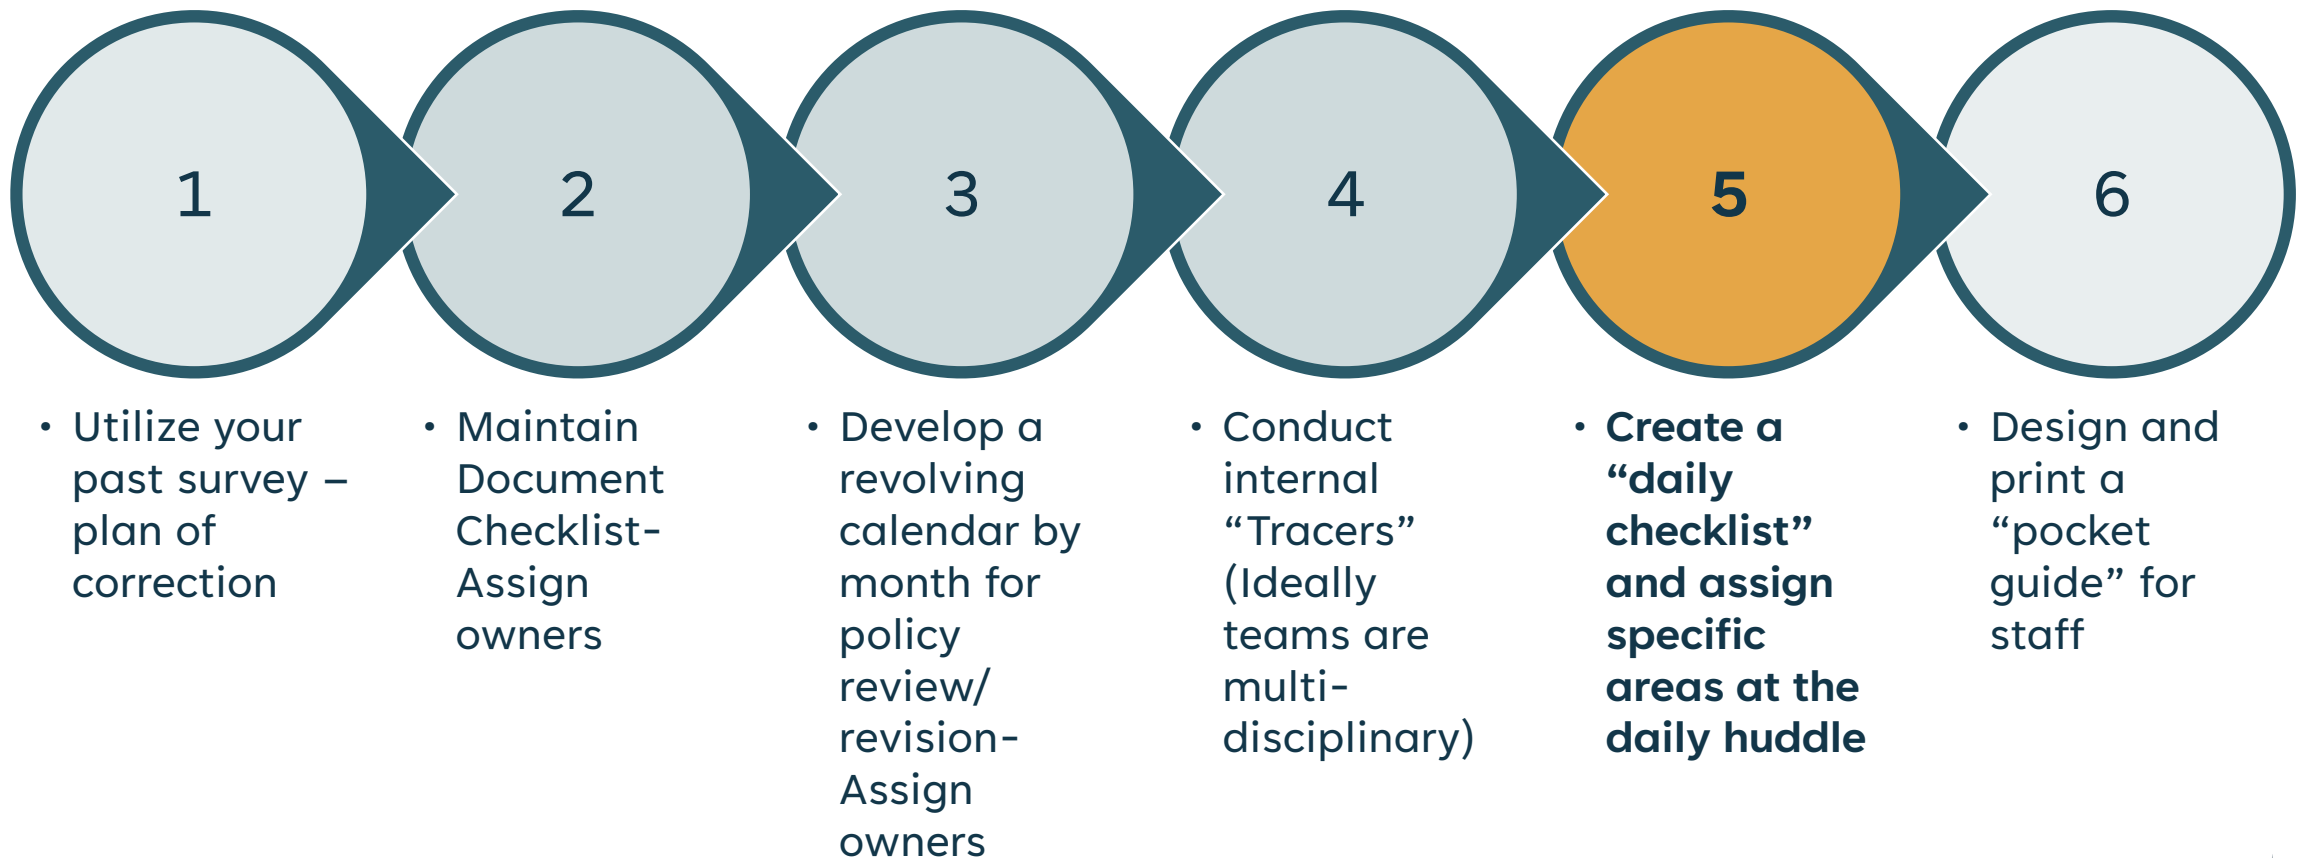 1
2
3
4
5
6
• Utilize your
past survey –
plan of
correction
• Maintain
Document
Checklist-
Assign
owners
• Develop a
revolving
calendar by
month for
policy
review/
revision-
Assign
owners
• Conduct
internal
“Tracers”
(Ideally
teams are
multi-
disciplinary)
• Create a
“daily
checklist”
and assign
specific
areas at the
daily huddle
• Design and
print a
“pocket
guide” for
staff